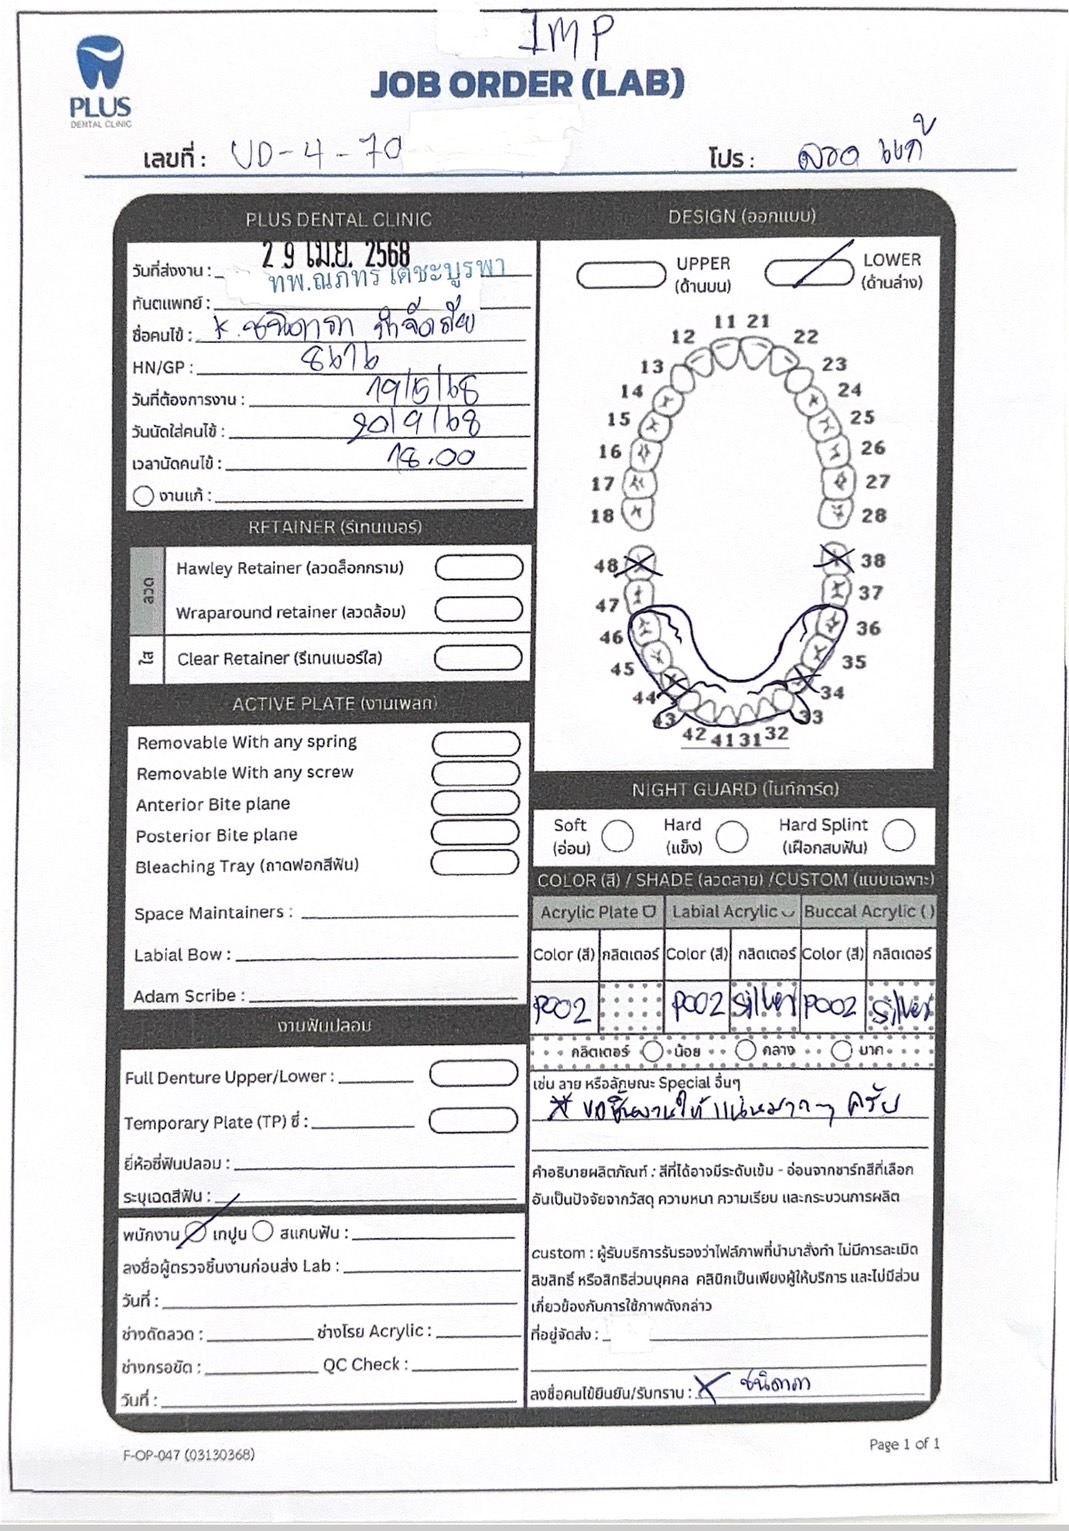 IMP
PLUS
DENTAL CLINIC
JOB ORDER (LAB)
เลขที่ : UD-4-70
โปร : ลวด แก้
PLUS DENTAL CLINIC
วันที่ส่งงาน : 29 เม.ย. 2568
ทันตแพทย์ : ทพ.ณภทร เดชะบูรพา
ชื่อคนไข้ :
HN/GP : 8676
วันที่ต้องการงาน : 19/5/68
วันนัดใส่คนไข้ : 20/9/68
เวลานัดคนไข้ : 18.00
งานแก้ :
RETAINER (รีเทนเนอร์)
ลวด
Hawley Retainer (ลวดล็อกกราม)
Wraparound retainer (ลวดล้อม)
ใส
Clear Retainer (รีเทนเนอร์ใส)
ACTIVE PLATE (งานเพลท)
Removable With any spring
Removable With any screw
Anterior Bite plane
Posterior Bite plane
Bleaching Tray (ถาดฟอกสีฟัน)
Space Maintainers :
Labial Bow :
Adam Scribe :
งานฟันปลอม
Full Denture Upper/Lower :
Temporary Plate (TP) ซี่ :
ยี่ห้อซี่ฟันปลอม :
ระบุเฉดสีฟัน :
พนักงาน เทปูน สแกนฟัน :
ลงชื่อผู้ตรวจชิ้นงานก่อนส่ง Lab :
วันที่ :
ช่างดัดลวด : ช่างโรย Acrylic :
ช่างกรอขัด : QC Check :
วันที่ :
DESIGN (ออกแบบ)
UPPER
(ด้านบน)
LOWER
(ด้านล่าง)
11 21
12 22
13 23
14 24
15 25
16 26
17 27
18 28
48 38
47 37
46 36
45 35
44 34
43 33
42 41 31 32
NIGHT GUARD (ไนท์การ์ด)
Soft
(อ่อน)
Hard
(แข็ง)
Hard Splint
(เฝือกสบฟัน)
COLOR (สี) / SHADE (ลวดลาย) /CUSTOM (แบบเฉพาะ)
Acrylic Plate Labial Acrylic Buccal Acrylic ( )
Color (สี) กลิตเตอร์ Color (สี) กลิตเตอร์ Color (สี) กลิตเตอร์
P002 P002 Silver P002 Silver
กลิตเตอร์ น้อย กลาง มาก
เช่น ลาย หรือลักษณะ Special อื่นๆ
* ขอชิ้นงานให้แน่นมากๆ ครับ
คำอธิบายผลิตภัณฑ์ : สีที่ได้อาจมีระดับเข้ม - อ่อนจากชาร์ทสีที่เลือก
อันเป็นปัจจัยจากวัสดุ ความหนา ความเรียบ และกระบวนการผลิต
custom : ผู้รับบริการรับรองว่าไฟล์ภาพที่นำมาสั่งทำ ไม่มีการละเมิด
ลิขสิทธิ์ หรือสิทธิส่วนบุคคล คลินิกเป็นเพียงผู้ให้บริการ และไม่มีส่วน
เกี่ยวข้องกับการใช้ภาพดังกล่าว
ที่อยู่จัดส่ง :
ลงชื่อคนไข้ยืนยัน/รับทราบ : X ชนิดาภา
F-OP-047 (03130368)
Page 1 of 1